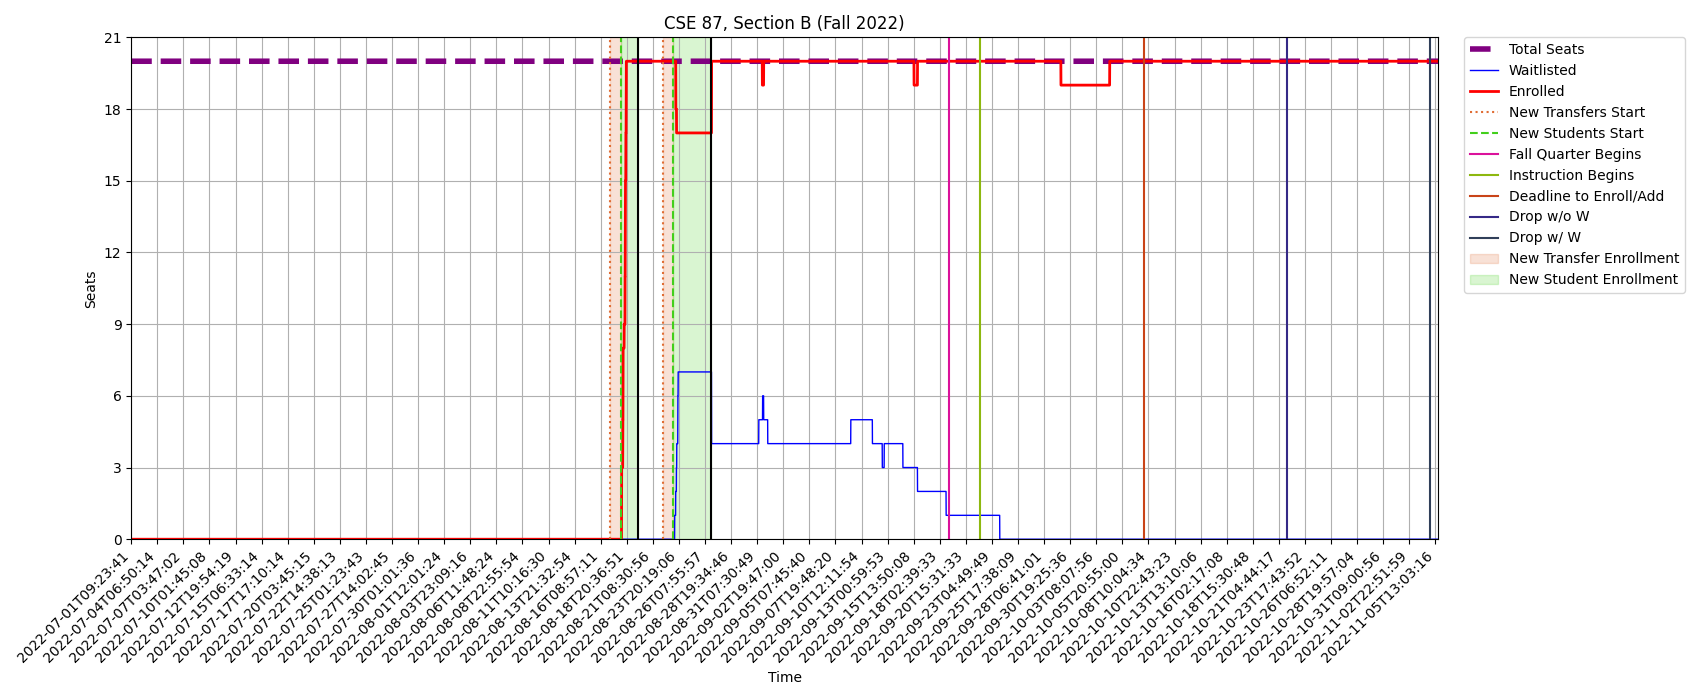 CSE 87, Section B (Fall 2022)
21
18
15
12
9
6
3
0
Seats
2022-07-01T09:23:41
2022-07-04T06:50:14
2022-07-07T03:47:02
2022-07-10T01:45:08
2022-07-12T19:54:19
2022-07-15T06:33:14
2022-07-17T17:10:14
2022-07-20T03:45:15
2022-07-22T14:38:13
2022-07-25T01:23:43
2022-07-27T14:02:45
2022-07-30T01:01:36
2022-08-01T12:01:24
2022-08-03T23:09:16
2022-08-06T11:48:24
2022-08-08T22:55:54
2022-08-11T10:16:30
2022-08-13T21:32:54
2022-08-16T08:57:11
2022-08-18T20:36:51
2022-08-21T08:30:56
2022-08-23T20:19:06
2022-08-26T07:55:57
2022-08-28T19:34:46
2022-08-31T07:30:49
2022-09-02T19:47:00
2022-09-05T07:45:40
2022-09-07T19:48:20
2022-09-10T12:11:54
2022-09-13T00:59:53
2022-09-15T13:50:08
2022-09-18T02:39:33
2022-09-20T15:31:33
2022-09-23T04:49:49
2022-09-25T17:38:09
2022-09-28T06:41:01
2022-09-30T19:25:36
2022-10-03T08:07:56
2022-10-05T20:55:00
2022-10-08T10:04:34
2022-10-10T22:43:23
2022-10-13T13:10:06
2022-10-16T02:17:08
2022-10-18T15:30:48
2022-10-21T04:44:17
2022-10-23T17:43:52
2022-10-26T06:52:11
2022-10-28T19:57:04
2022-10-31T09:00:56
2022-11-02T22:51:59
2022-11-05T13:03:16
Time
Total Seats
Waitlisted
Enrolled
New Transfers Start
New Students Start
Fall Quarter Begins
Instruction Begins
Deadline to Enroll/Add
Drop w/o W
Drop w/ W
New Transfer Enrollment
New Student Enrollment